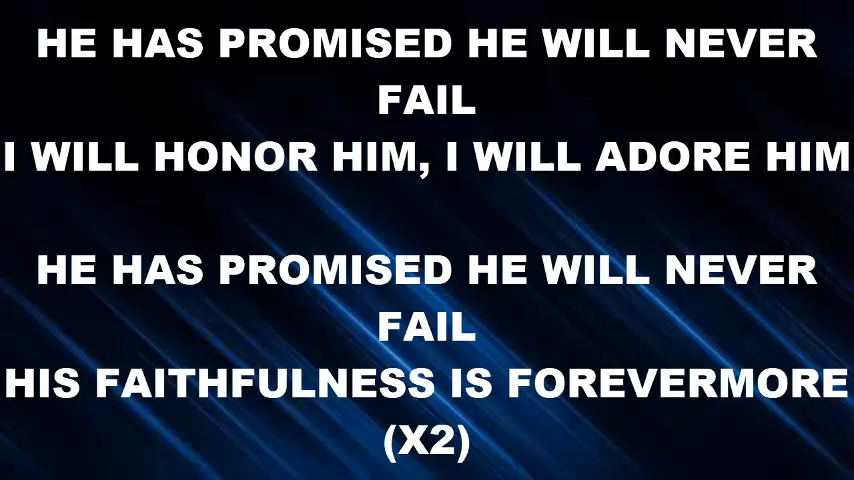 HE HAS PROMISED HE WILL NEVER
FAIL
I WILL HONOR HIM, I WILL ADORE HIM
HE HAS PROMISED HE WILL NEVER
FAIL
HIS FAITHFULNESS IS FOREVERMORE
(X2)